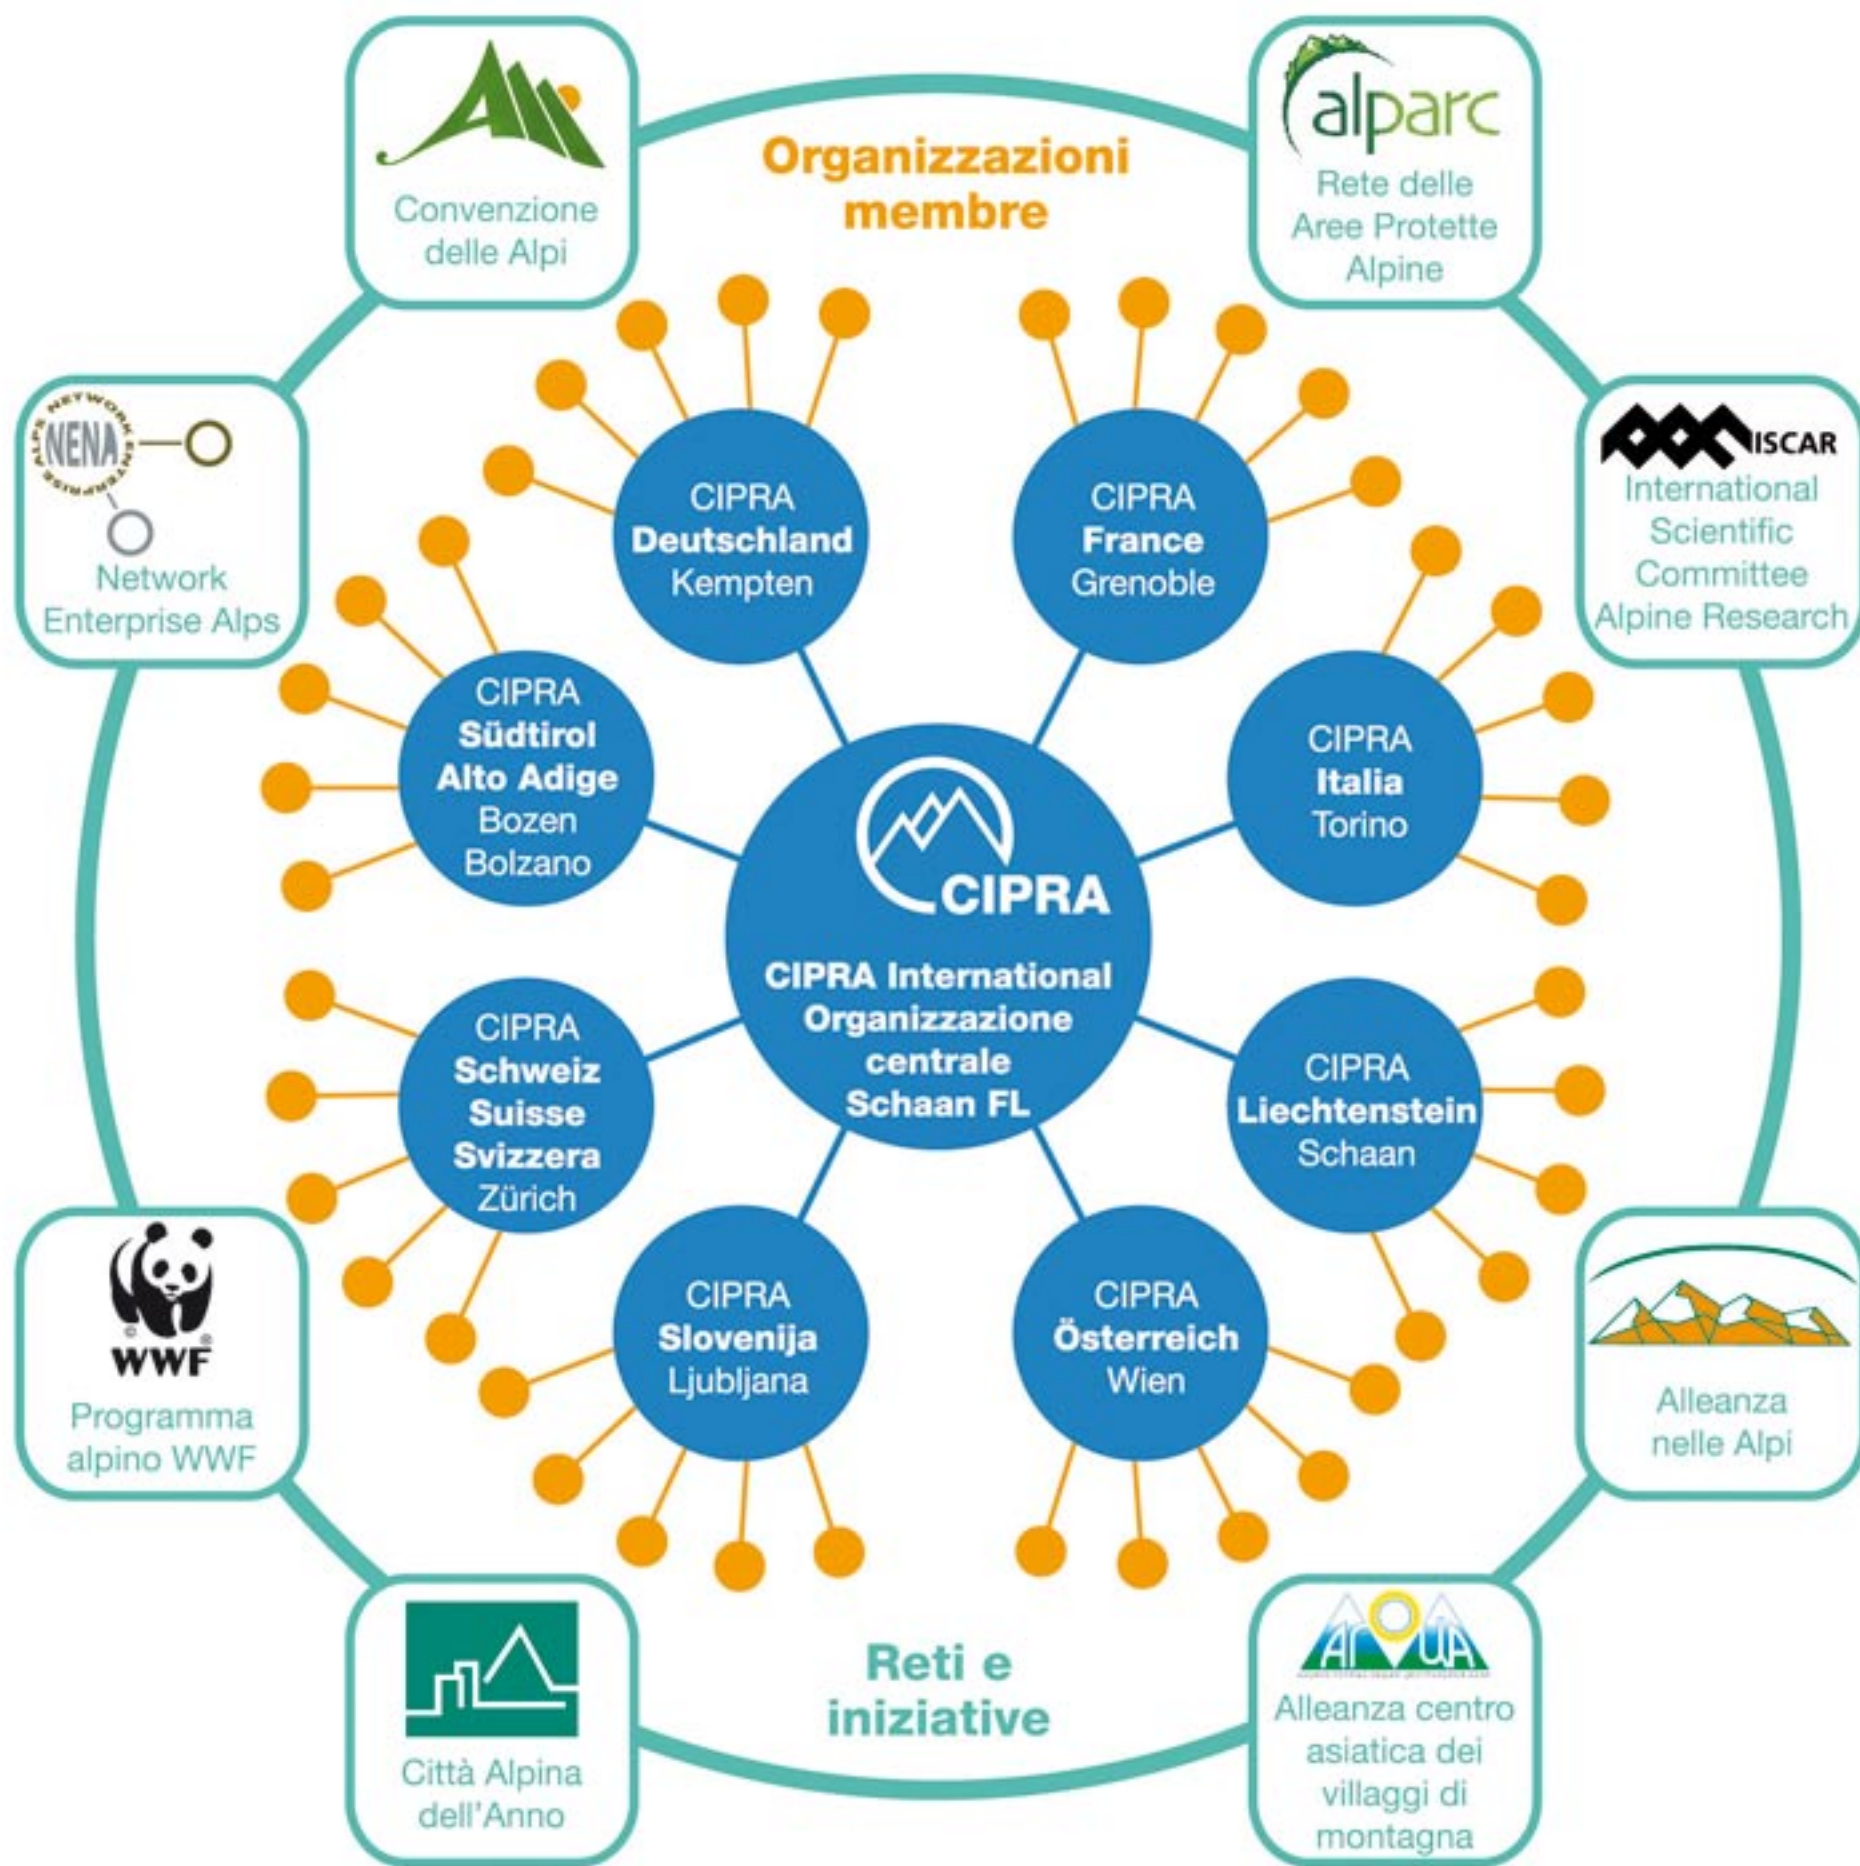 Convenzione
delle Alpi
Organizzazioni
membre
alparc
Rete delle
Aree Protette
Alpine
NETWORK ENTERPRISE ALPS
NENA
Network
Enterprise Alps
ISCAR
International
Scientific
Committee
Alpine Research
CIPRA
Deutschland
Kempten
CIPRA
France
Grenoble
CIPRA
Südtirol
Alto Adige
Bozen
Bolzano
CIPRA
Italia
Torino
CIPRA
CIPRA International
Organizzazione
centrale
Schaan FL
CIPRA
Schweiz
Suisse
Svizzera
Zürich
CIPRA
Liechtenstein
Schaan
CIPRA
Slovenija
Ljubljana
CIPRA
Österreich
Wien
©
®
WWF
Programma
alpino WWF
Alleanza
nelle Alpi
Città Alpina
dell'Anno
Reti e
iniziative
Alleanza centro
asiatica dei
villaggi di
montagna